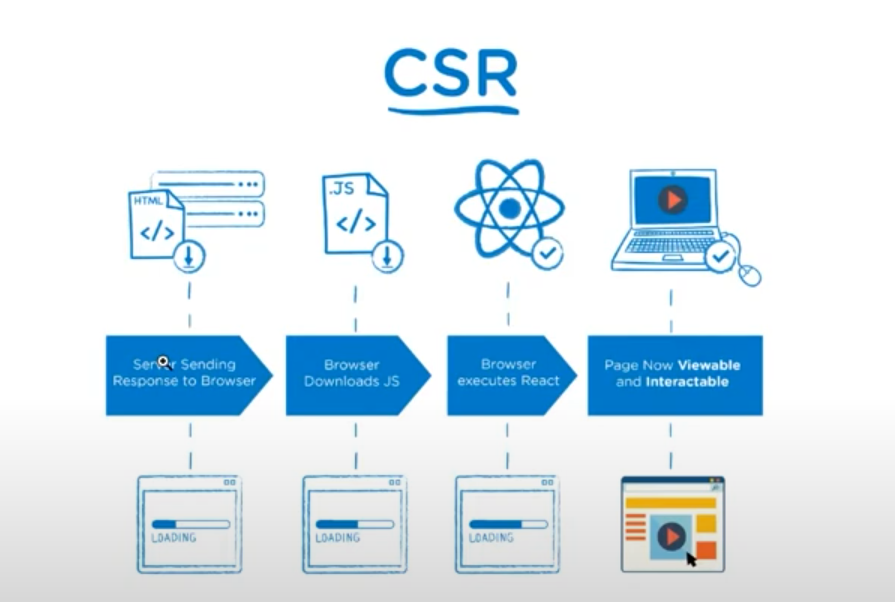 CSR
HTML
.JS
</>
</>
Server Sending
Response to Browser
Browser
Downloads JS
Browser
executes React
Page Now Viewable
and Interactable
LOADING
LOADING
LOADING